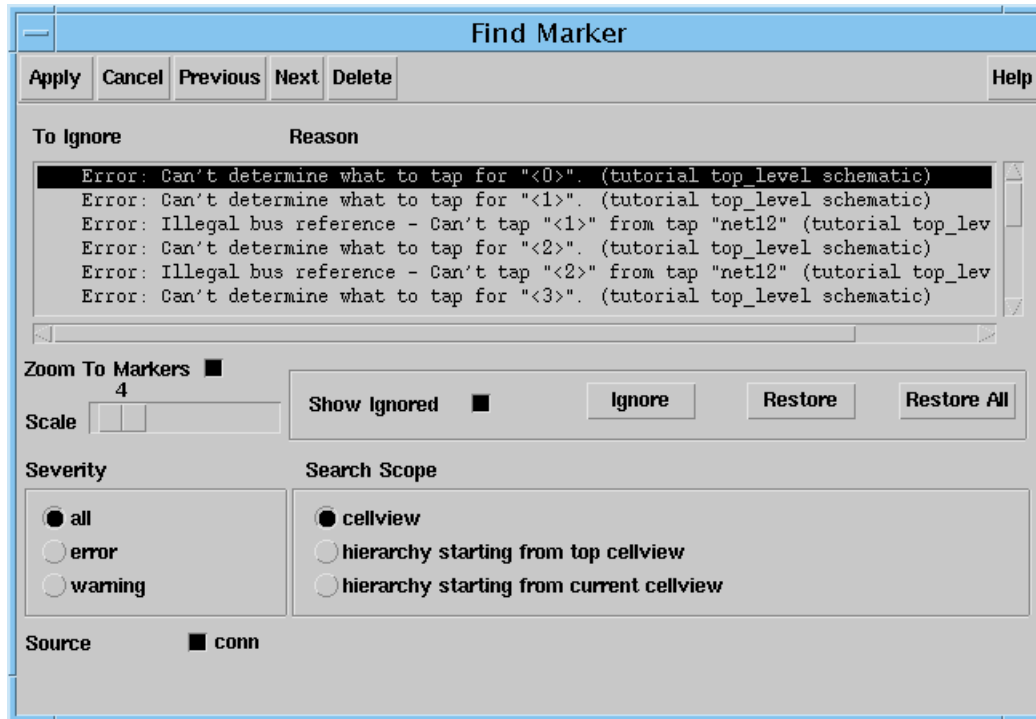 Find Marker
Apply Cancel Previous Next Delete Help
To Ignore Reason
Error: Can't determine what to tap for "<0>". (tutorial top_level schematic)
Error: Can't determine what to tap for "<1>". (tutorial top_level schematic)
Error: Illegal bus reference - Can't tap "<1>" from tap "net12" (tutorial top_lev
Error: Can't determine what to tap for "<2>". (tutorial top_level schematic)
Error: Illegal bus reference - Can't tap "<2>" from tap "net12" (tutorial top_lev
Error: Can't determine what to tap for "<3>". (tutorial top_level schematic)
Zoom To Markers
4
Scale
Show Ignored Ignore Restore Restore All
Severity Search Scope
all cellview
error hierarchy starting from top cellview
warning hierarchy starting from current cellview
Source conn